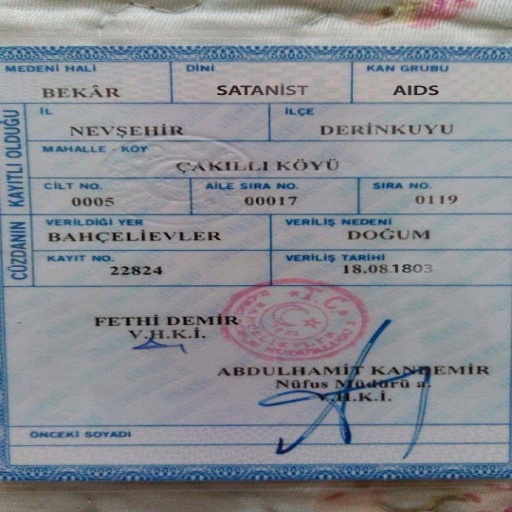 MEDENİ HALİ DİNİ KAN GRUBU
BEKÂR SATANİST AIDS
İL İLÇE
NEVŞEHİR DERİNKUYU
MAHALLE - KÖY
ÇAKILLI KÖYÜ
CİLT NO. AİLE SIRA NO. SIRA NO.
0005 00017 0119
VERİLDİĞİ YER VERİLİŞ NEDENİ
BAHÇELİEVLER DOĞUM
KAYIT NO. VERİLİŞ TARİHİ
22824 18.08.1803
CÜZDANIN KAYITLI OLDUĞU
T.C.
FETHİ DEMİR
V.H.K.İ.
ABDULHAMİT KANDEMİR
Nüfus Müdürü a.
V.H.K.İ.
ÖNCEKİ SOYADI